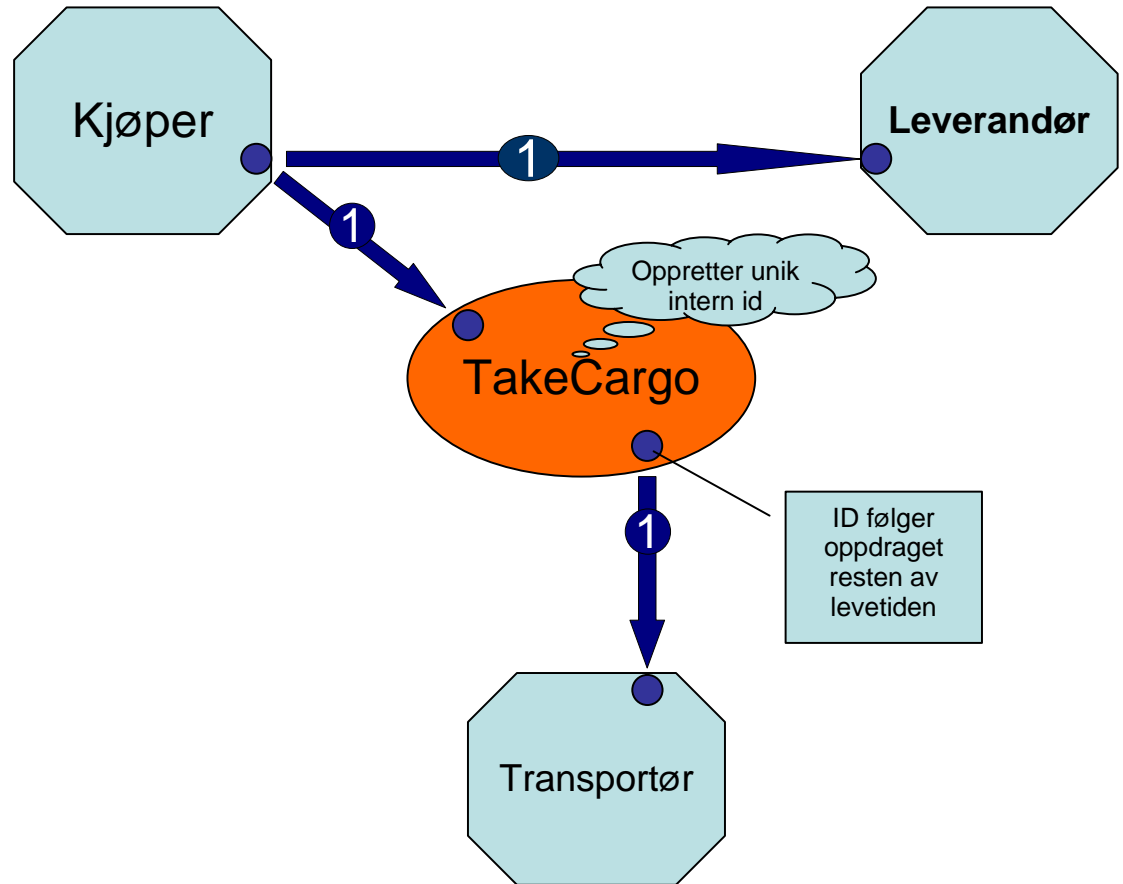 Kjøper
Leverandør
1
1
Oppretter unik
intern id
TakeCargo
1
ID følger
oppdraget
resten av
levetiden
Transportør